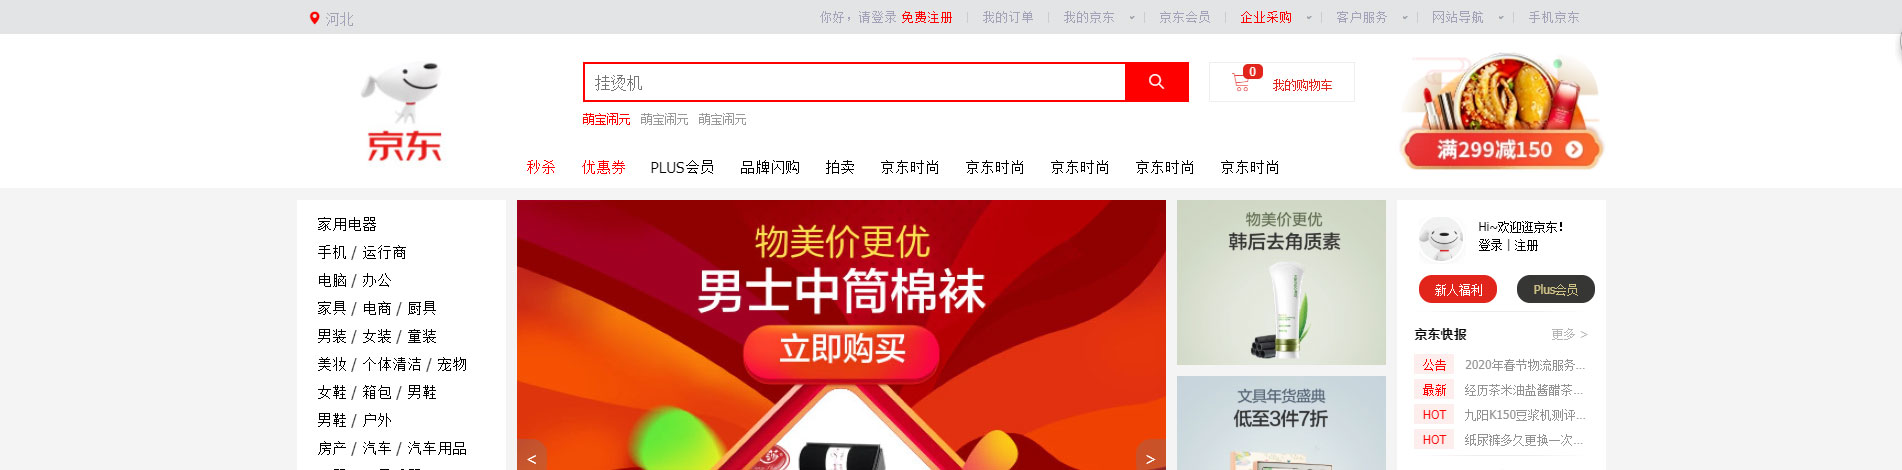 河北
你好，请登录 免费注册 我的订单 我的京东 京东会员 企业采购 客户服务 网站导航 手机京东
京东
挂烫机
0 我的购物车
萌宝闹元 萌宝闹元 萌宝闹元
秒杀 优惠券 PLUS会员 品牌闪购 拍卖 京东时尚 京东时尚 京东时尚 京东时尚 京东时尚
满299减150
家用电器
手机 / 运行商
电脑 / 办公
家具 / 电商 / 厨具
男装 / 女装 / 童装
美妆 / 个体清洁 / 宠物
女鞋 / 箱包 / 男鞋
男鞋 / 户外
房产 / 汽车 / 汽车用品
物美价更优
男士中筒棉袜
立即购买
< >
物美价更优
韩后去角质素
文具年货盛典
低至3件7折
Hi~欢迎逛京东！
登录 | 注册
新人福利 Plus会员
京东快报 更多 >
公告 2020年春节物流服务...
最新 经历茶米油盐酱醋茶...
HOT 九阳K150豆浆机测评...
HOT 纸尿裤多久更换一次...